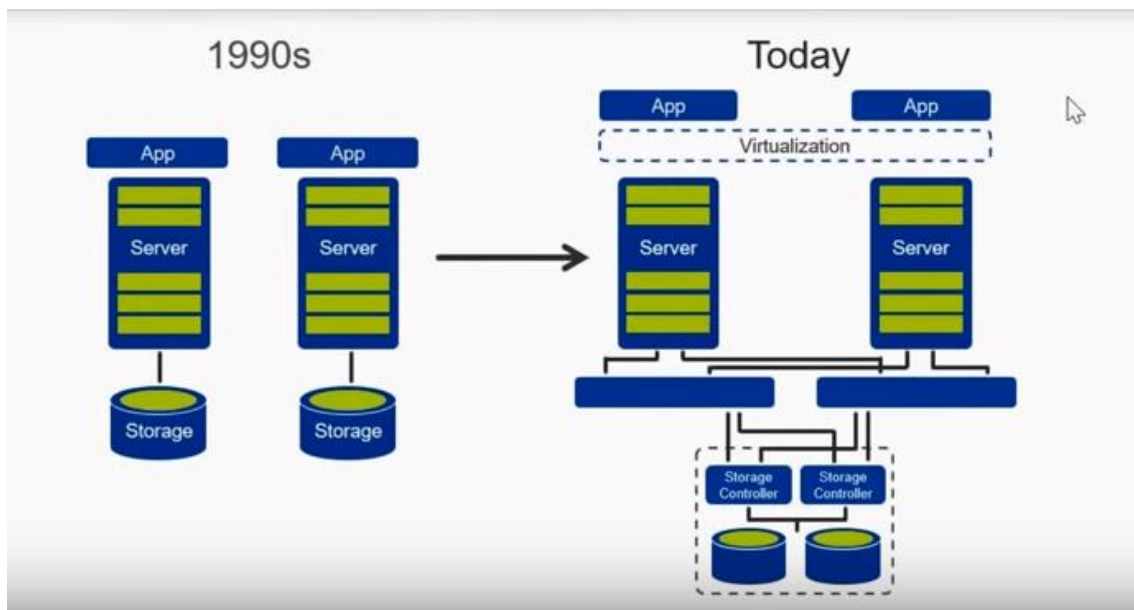 1990s
Today
App
App
App
App
Virtualization
Server
Server
Server
Server
Storage
Storage
Storage
Controller
Storage
Controller